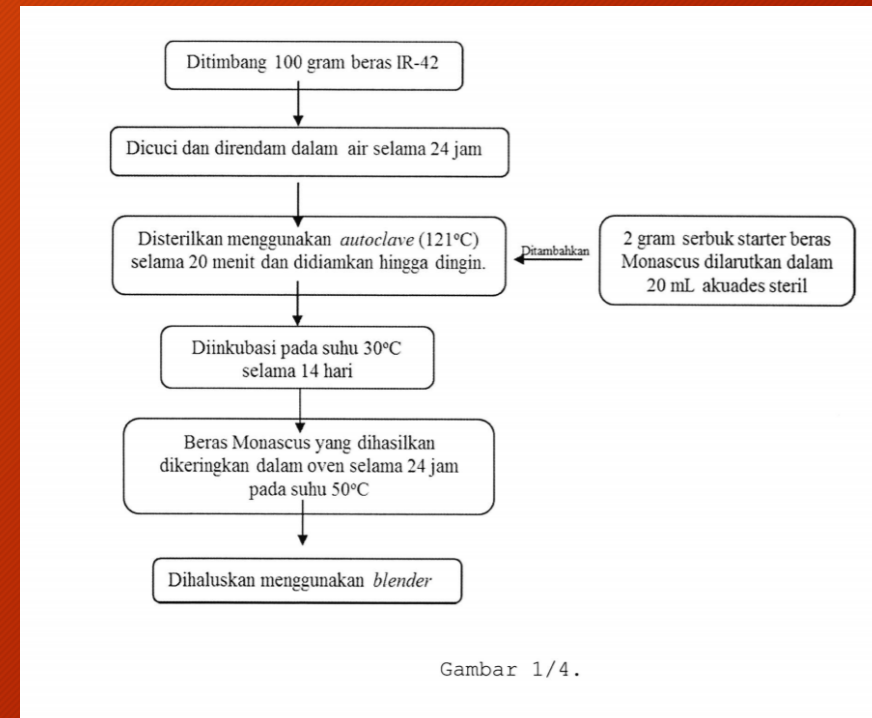 Ditimbang 100 gram beras IR-42
Dicuci dan direndam dalam air selama 24 jam
Disterilkan menggunakan autoclave (121°C)
selama 20 menit dan didiamkan hingga dingin.
Ditambahkan
2 gram serbuk starter beras
Monascus dilarutkan dalam
20 mL akuades steril
Diinkubasi pada suhu 30°C
selama 14 hari
Beras Monascus yang dihasilkan
dikeringkan dalam oven selama 24 jam
pada suhu 50°C
Dihaluskan menggunakan blender
Gambar 1/4.